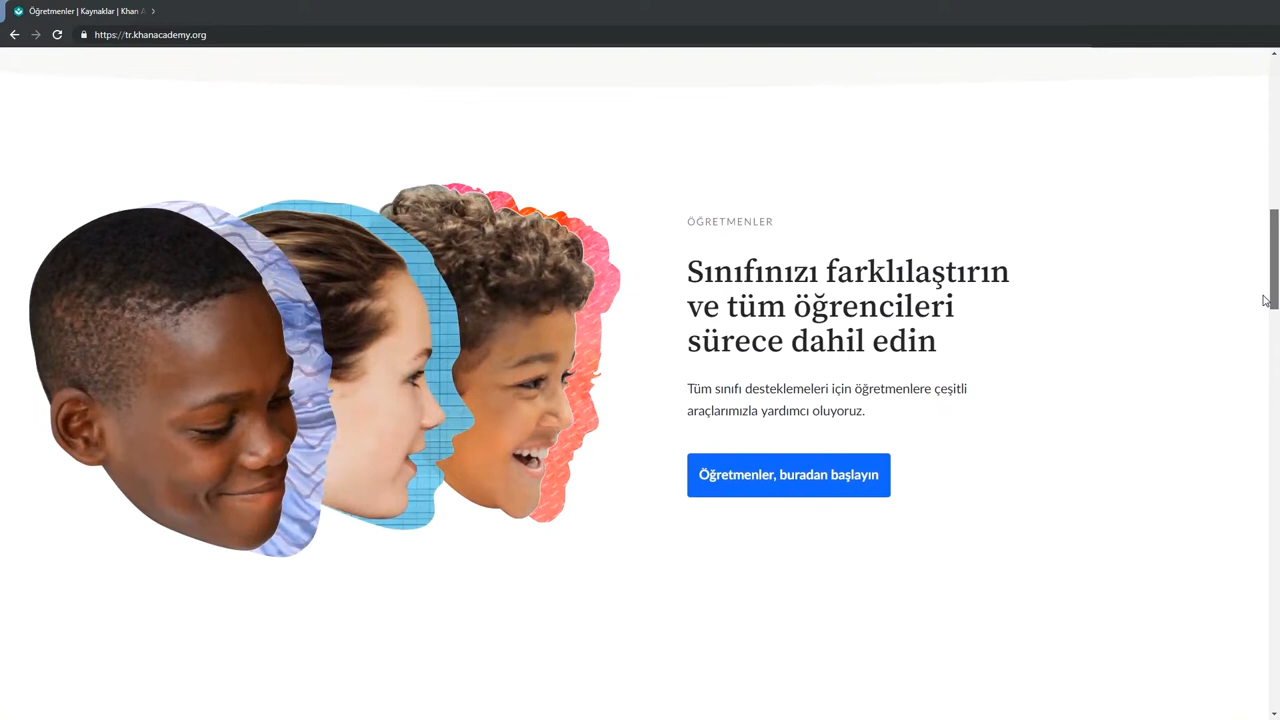 Öğretmenler | Kaynaklar | Khan A
https://tr.khanacademy.org
ÖĞRETMENLER
Sınıfınızı farklılaştırın
ve tüm öğrencileri
sürece dahil edin
Tüm sınıfı desteklemeleri için öğretmenlere çeşitli
araçlarımızla yardımcı oluyoruz.
Öğretmenler, buradan başlayın